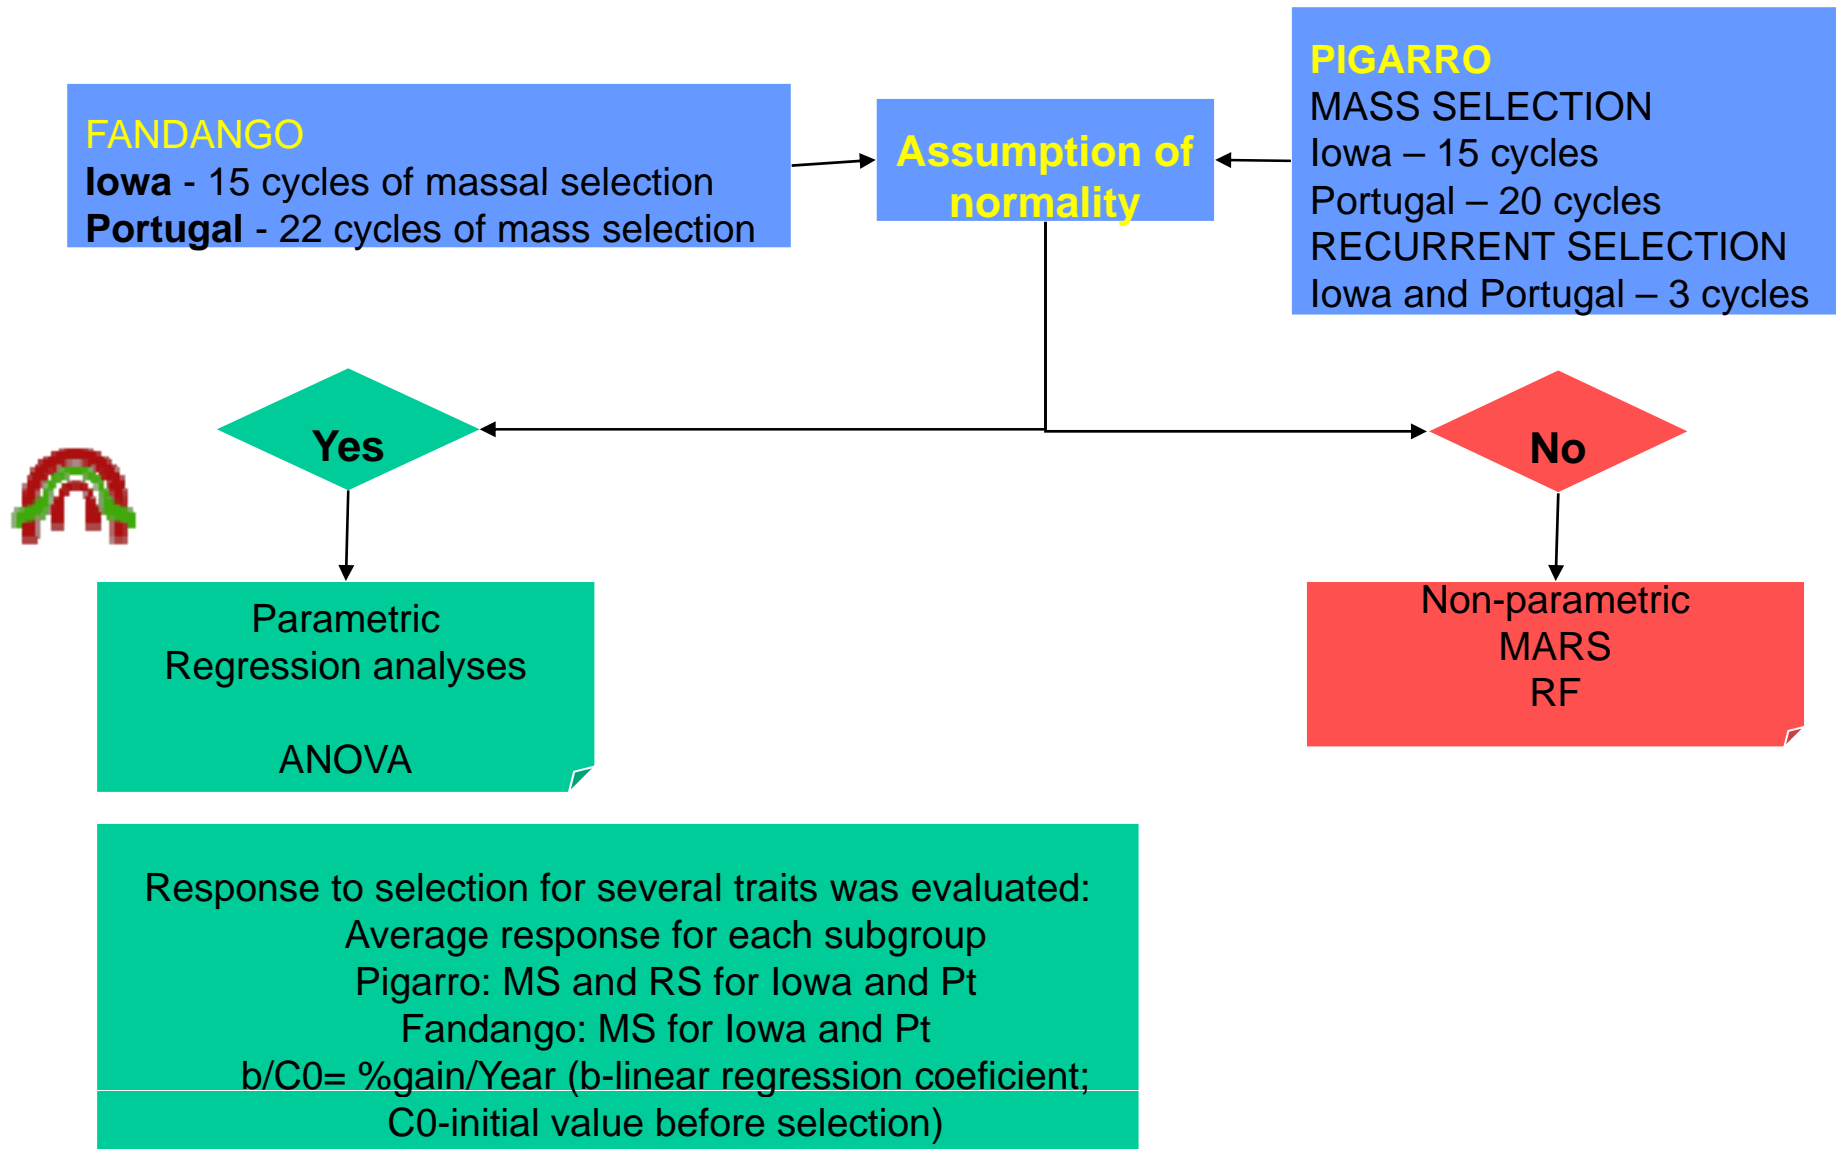 FANDANGO
Iowa - 15 cycles of massal selection
Portugal - 22 cycles of mass selection
Assumption of
normality
PIGARRO
MASS SELECTION
Iowa – 15 cycles
Portugal – 20 cycles
RECURRENT SELECTION
Iowa and Portugal – 3 cycles
Yes
No
Parametric
Regression analyses
ANOVA
Non-parametric
MARS
RF
Response to selection for several traits was evaluated:
Average response for each subgroup
Pigarro: MS and RS for Iowa and Pt
Fandango: MS for Iowa and Pt
b/C0= %gain/Year (b-linear regression coeficient;
C0-initial value before selection)